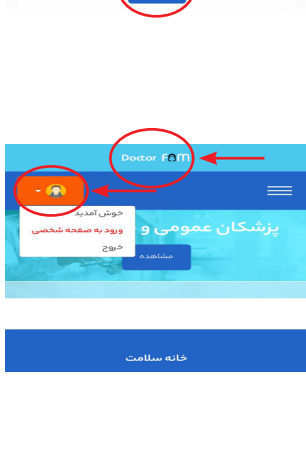 Doctor FAM
خوش آمدید
ورود به صفحه شخصی
خروج
پزشکان عمومی و
مشاهده
خانه سلامت